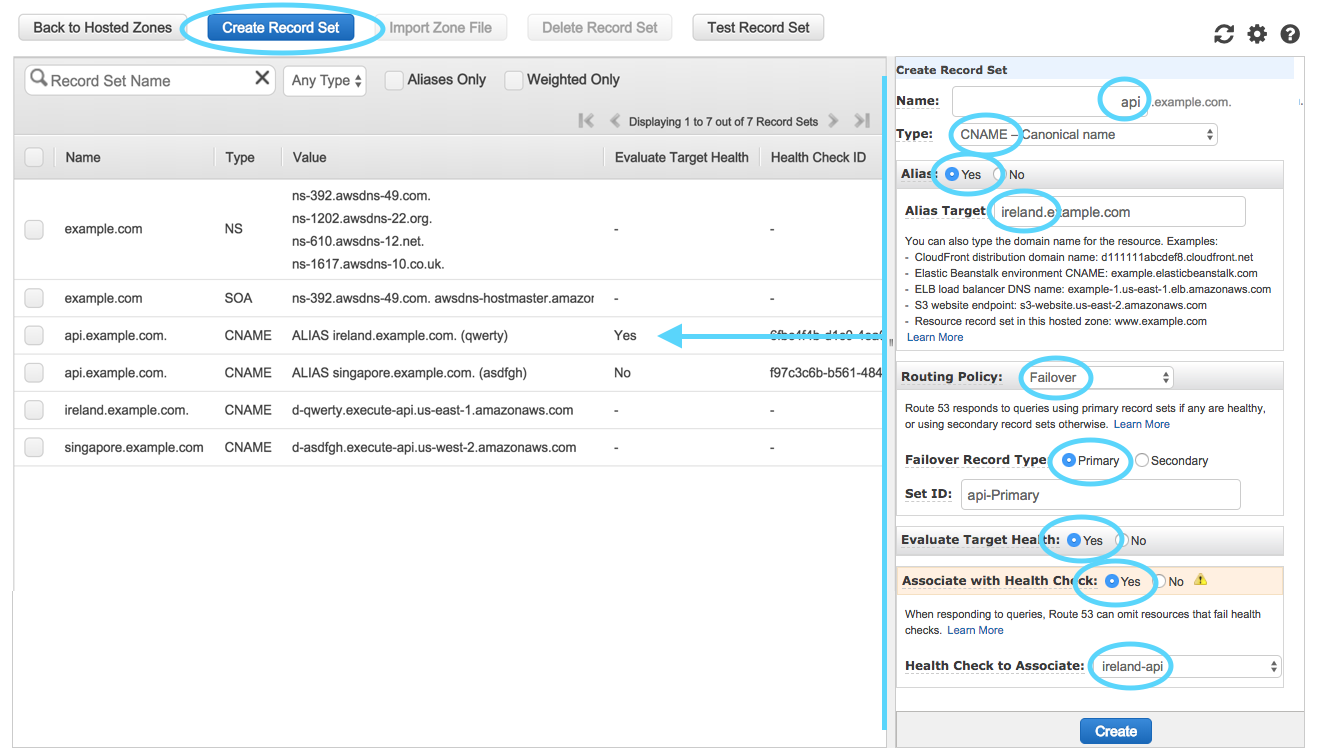 Back to Hosted Zones Create Record Set Import Zone File Delete Record Set Test Record Set
Record Set Name Any Type Aliases Only Weighted Only
Displaying 1 to 7 out of 7 Record Sets
Name Type Value Evaluate Target Health Health Check ID
example.com NS ns-392.awsdns-49.com. - -
ns-1202.awsdns-22.org.
ns-610.awsdns-12.net.
ns-1617.awsdns-10.co.uk.
example.com SOA ns-392.awsdns-49.com. awsdns-hostmaster.amazor - -
api.example.com. CNAME ALIAS ireland.example.com. (qwerty) Yes
api.example.com. CNAME ALIAS singapore.example.com. (asdfgh) No f97c3c6b-b561-484
ireland.example.com. CNAME d-qwerty.execute-api.us-east-1.amazonaws.com - -
singapore.example.com CNAME d-asdfgh.execute-api.us-west-2.amazonaws.com - -
Create Record Set
Name: api .example.com.
Type: CNAME – Canonical name
Alias: Yes No
Alias Target: ireland.example.com
You can also type the domain name for the resource. Examples:
- CloudFront distribution domain name: d111111abcdef8.cloudfront.net
- Elastic Beanstalk environment CNAME: example.elasticbeanstalk.com
- ELB load balancer DNS name: example-1.us-east-1.elb.amazonaws.com
- S3 website endpoint: s3-website.us-east-2.amazonaws.com
- Resource record set in this hosted zone: www.example.com
Learn More
Routing Policy: Failover
Route 53 responds to queries using primary record sets if any are healthy,
or using secondary record sets otherwise. Learn More
Failover Record Type: Primary Secondary
Set ID: api-Primary
Evaluate Target Health: Yes No
Associate with Health Check: Yes No
When responding to queries, Route 53 can omit resources that fail health
checks. Learn More
Health Check to Associate: ireland-api
Create